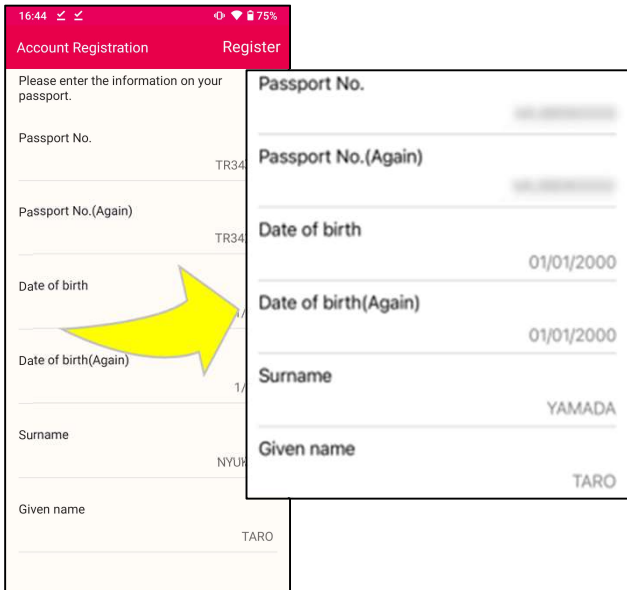 16:44 75%
Account Registration Register
Please enter the information on your
passport.
Passport No.
TR34
Passport No.(Again)
TR34
Date of birth
Date of birth(Again)
1/
Surname
Given name
TARO
Passport No.
Passport No.(Again)
Date of birth
01/01/2000
Date of birth(Again)
01/01/2000
Surname
YAMADA
Given name
TARO